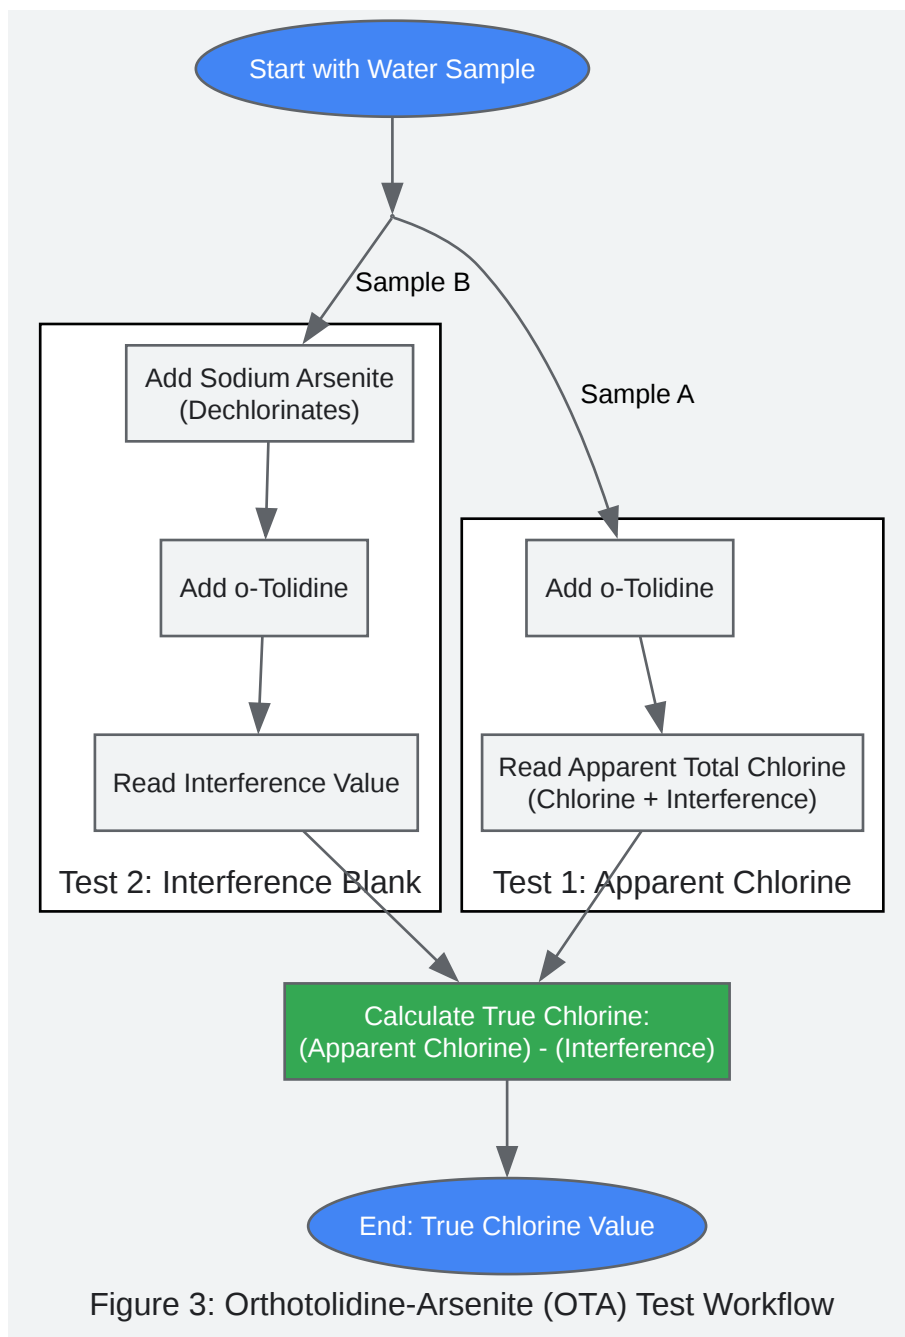 Start with Water Sample
Sample B
Sample A
Add Sodium Arsenite
(Dechlorinates)
Add o-Tolidine
Read Interference Value
Test 2: Interference Blank
Add o-Tolidine
Read Apparent Total Chlorine
(Chlorine + Interference)
Test 1: Apparent Chlorine
Calculate True Chlorine:
(Apparent Chlorine) - (Interference)
End: True Chlorine Value
Figure 3: Orthotolidine-Arsenite (OTA) Test Workflow